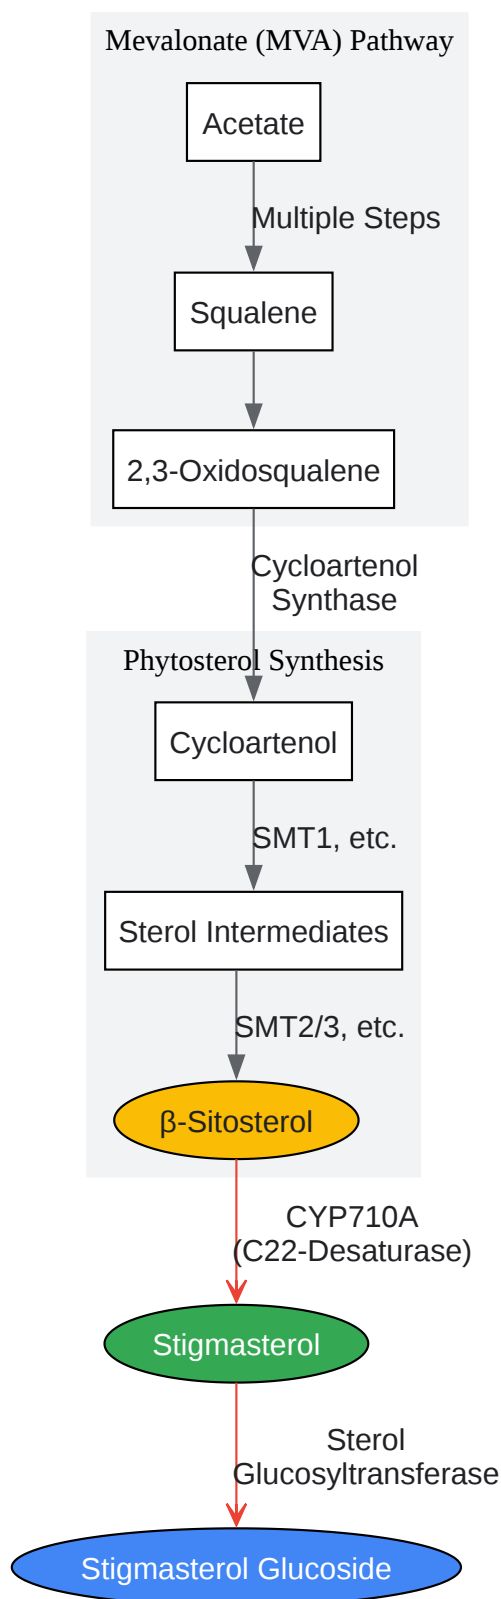 Mevalonate (MVA) Pathway
Acetate
Multiple Steps
Squalene
2,3-Oxidosqualene
Cycloartenol
Synthase
Phytosterol Synthesis
Cycloartenol
SMT1, etc.
Sterol Intermediates
SMT2/3, etc.
β-Sitosterol
CYP710A
(C22-Desaturase)
Stigmasterol
Sterol
Glucosyltransferase
Stigmasterol Glucoside